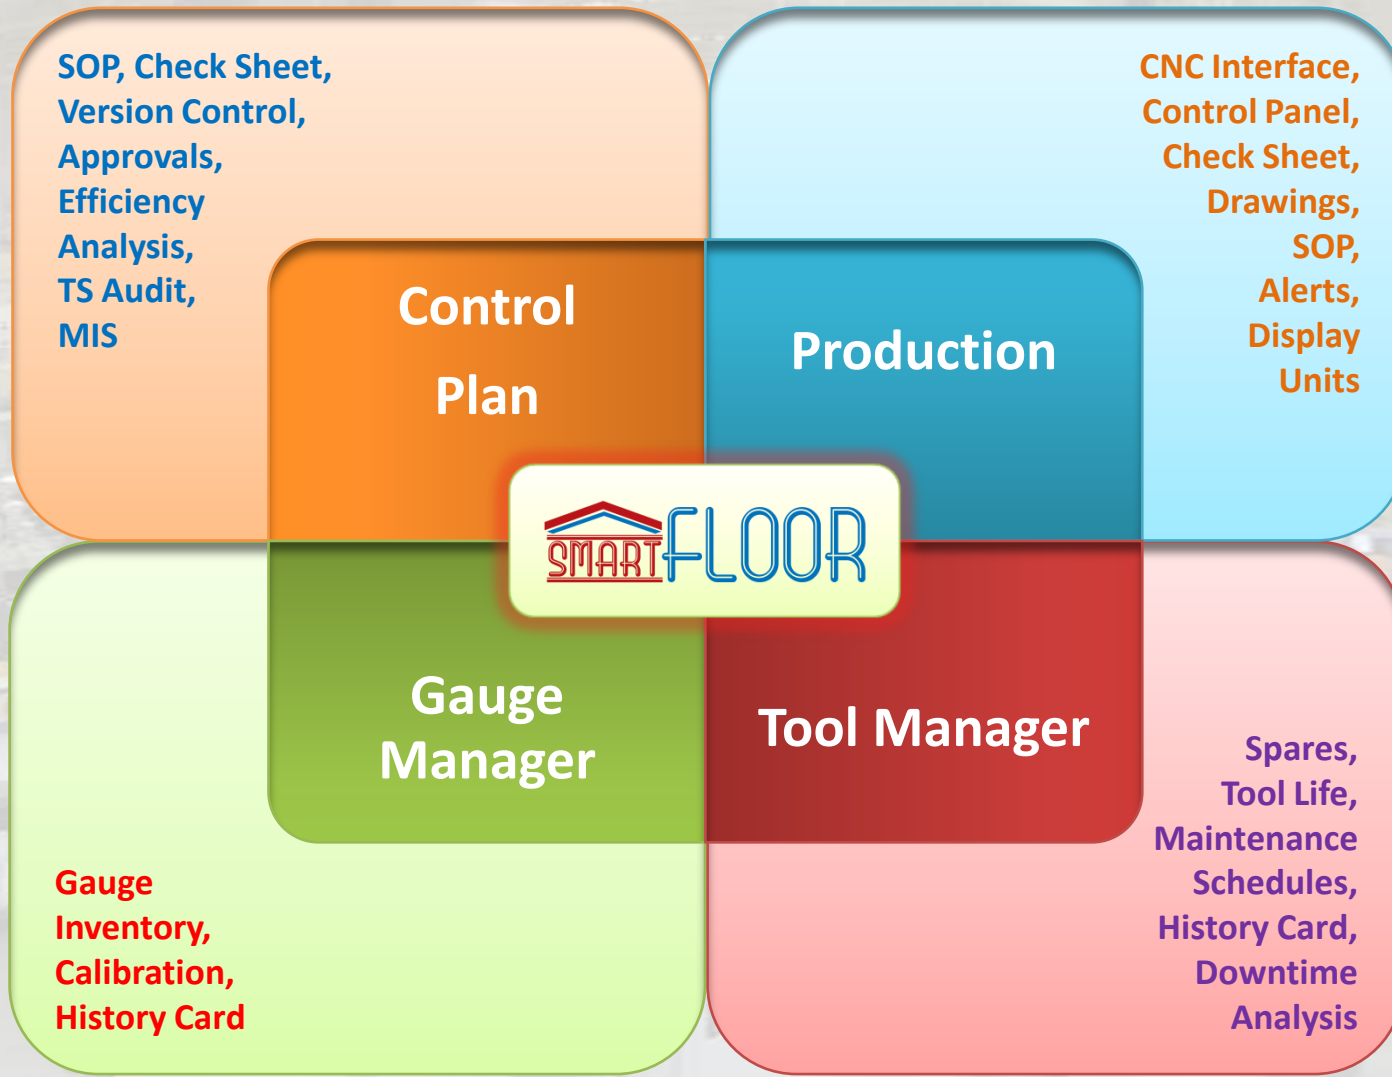 SOP, Check Sheet,
Version Control,
Approvals,
Efficiency
Analysis,
TS Audit,
MIS
Control
Plan
CNC Interface,
Control Panel,
Check Sheet,
Drawings,
SOP,
Alerts,
Display
Units
Production
SMART FLOOR
Gauge
Manager
Gauge
Inventory,
Calibration,
History Card
Tool Manager
Spares,
Tool Life,
Maintenance
Schedules,
History Card,
Downtime
Analysis